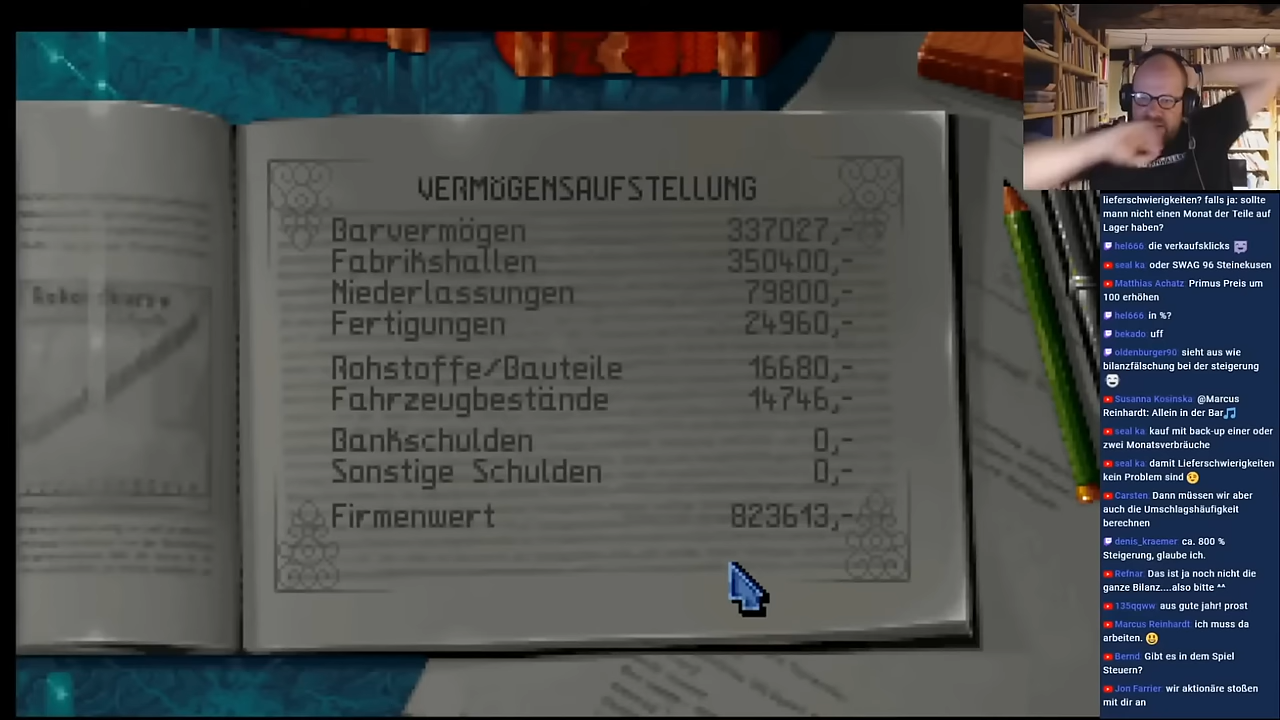 VERMÖGENSAUFSTELLUNG
Barvermögen 337027,-
Fabrikshallen 350400,-
Niederlassungen 79800,-
Fertigungen 24960,-
Rohstoffe/Bauteile 16680,-
Fahrzeugbestände 14746,-
Bankschulden 0,-
Sonstige Schulden 0,-
Firmenwert 823613,-
lieferschwierigkeiten? falls ja: sollte
mann nicht einen Monat der Teile auf
Lager haben?
hel666 die verkaufsklicks
seal ka oder SWAG 96 Steinekusen
Matthias Achatz Primus Preis um
100 erhöhen
hel666 in %?
bekado uff
oldenburger90 sieht aus wie
bilanzfälschung bei der steigerung
Susanna Kosinska @Marcus
Reinhardt: Allein in der Bar🎵
seal ka kauf mit back-up einer oder
zwei Monatsverbräuche
seal ka damit Lieferschwierigkeiten
kein Problem sind 😉
Carsten Dann müssen wir aber
auch die Umschlagshäufigkeit
berechnen
denis_kraemer ca. 800 %
Steigerung, glaube ich.
Refnar Das ist ja noch nicht die
ganze Bilanz....also bitte ^^
135qqww aus gute jahr! prost
Marcus Reinhardt ich muss da
arbeiten. 😃
Bernd Gibt es in dem Spiel
Steuern?
Jon Farrier wir aktionäre stoßen
mit dir an